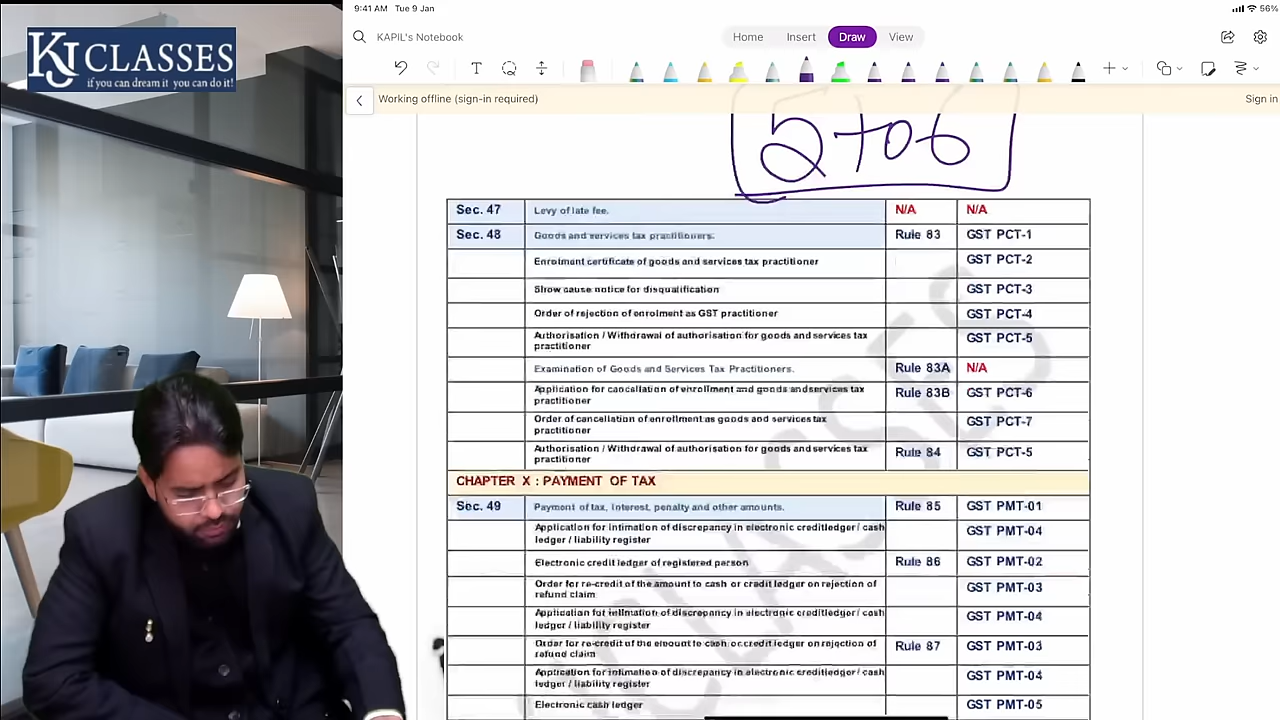 KJ CLASSES
if you can dream it you can do it!
9:41 AM Tue 9 Jan
56%
KAPIL's Notebook
Home Insert Draw View
Working offline (sign-in required)
Sign in
5 to 6
Sec. 47 Levy of late fee. N/A N/A
Sec. 48 Goods and services tax practitioners. Rule 83 GST PCT-1
Enrolment certificate of goods and services tax practitioner GST PCT-2
Show cause notice for disqualification GST PCT-3
Order of rejection of enrolment as GST practitioner GST PCT-4
Authorisation / Withdrawal of authorisation for goods and services tax
practitioner GST PCT-5
Examination of Goods and Services Tax Practitioners. Rule 83A N/A
Application for cancellation of enrollment and goods and services tax
practitioner Rule 83B GST PCT-6
Order of cancellation of enrollment as goods and services tax
practitioner GST PCT-7
Authorisation / Withdrawal of authorisation for goods and services tax
practitioner Rule 84 GST PCT-5
CHAPTER X : PAYMENT OF TAX
Sec. 49 Payment of tax, interest, penalty and other amounts. Rule 85 GST PMT-01
Application for intimation of discrepancy in electronic creditledger / cash
ledger / liability register GST PMT-04
Electronic credit ledger of registered person Rule 86 GST PMT-02
Order for re-credit of the amount to cash or credit ledger on rejection of
refund claim GST PMT-03
Application for intimation of discrepancy in electronic creditledger / cash
ledger / liability register GST PMT-04
Order for re-credit of the amount to cash or credit ledger on rejection of
refund claim Rule 87 GST PMT-03
Application for intimation of discrepancy in electronic creditledger / cash
ledger / liability register GST PMT-04
Electronic cash ledger GST PMT-05
KJ CLASSES